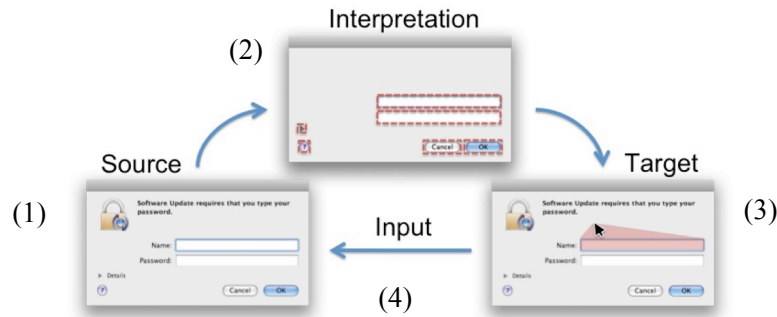 Interpretation
(2)
Cancel OK
?
Source
Target
(1)
Software Update requires that you type your
password.
Name:
Password:
Details
?
Cancel OK
Input
(4)
Software Update requires that you type your
password.
Name:
Password:
Details
?
Cancel OK
(3)